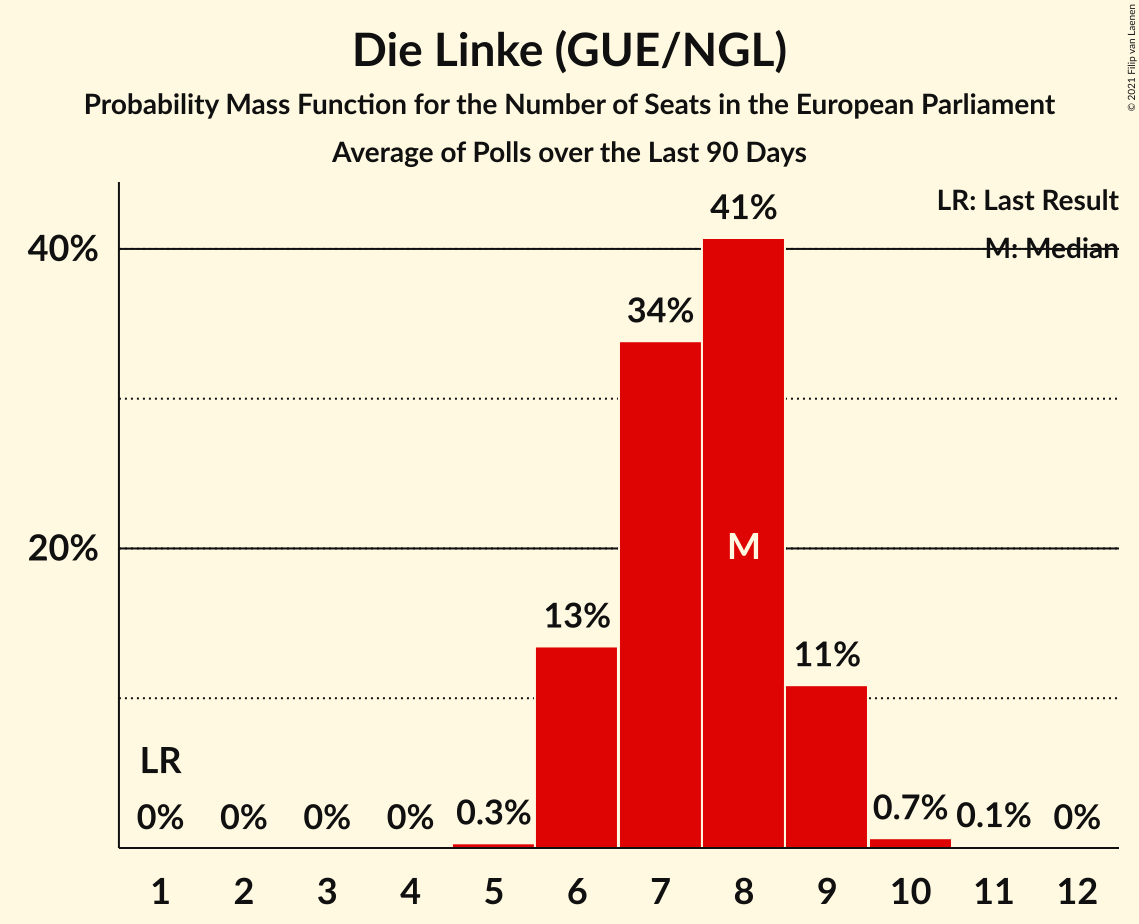 Die Linke (GUE/NGL)
Probability Mass Function for the Number of Seats in the European Parliament
Average of Polls over the Last 90 Days
© 2021 Filip van Laenen
LR: Last Result
M: Median
40%
20%
41%
34%
M
13%
11%
LR
0% 0% 0% 0% 0.3% 0.7% 0.1% 0%
1 2 3 4 5 6 7 8 9 10 11 12